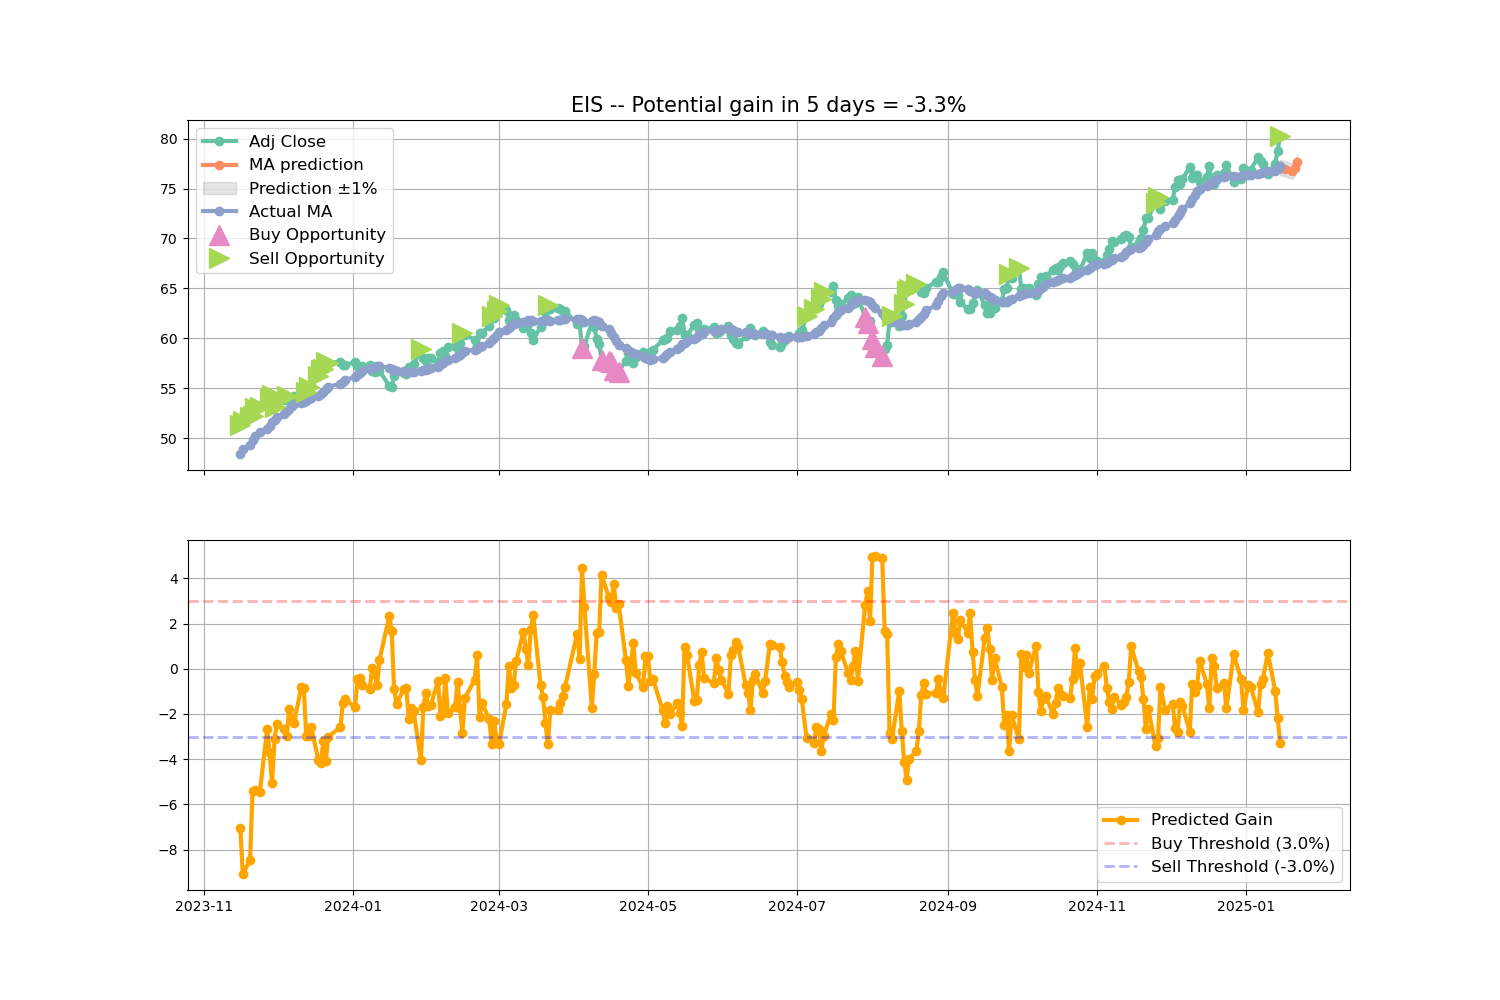 EIS -- Potential gain in 5 days = -3.3%
80
75
70
65
60
55
50
Adj Close
MA prediction
Prediction ±1%
Actual MA
Buy Opportunity
Sell Opportunity
4
2
0
−2
−4
−6
−8
Predicted Gain
Buy Threshold (3.0%)
Sell Threshold (-3.0%)
2023-11 2024-01 2024-03 2024-05 2024-07 2024-09 2024-11 2025-01